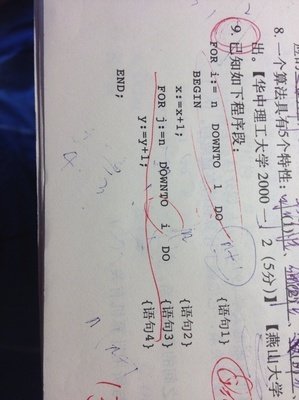 8. 一个算法具有5个特性:
出。【华中理工大学 2000 一、2 (5分)】【燕山大学
9. 已知如下程序段:
FOR i:= n DOWNTO 1 DO {语句1}
BEGIN
x:=x+1; {语句2}
FOR j:=n DOWNTO i DO {语句3}
y:=y+1; {语句4}
END;
n+1
n